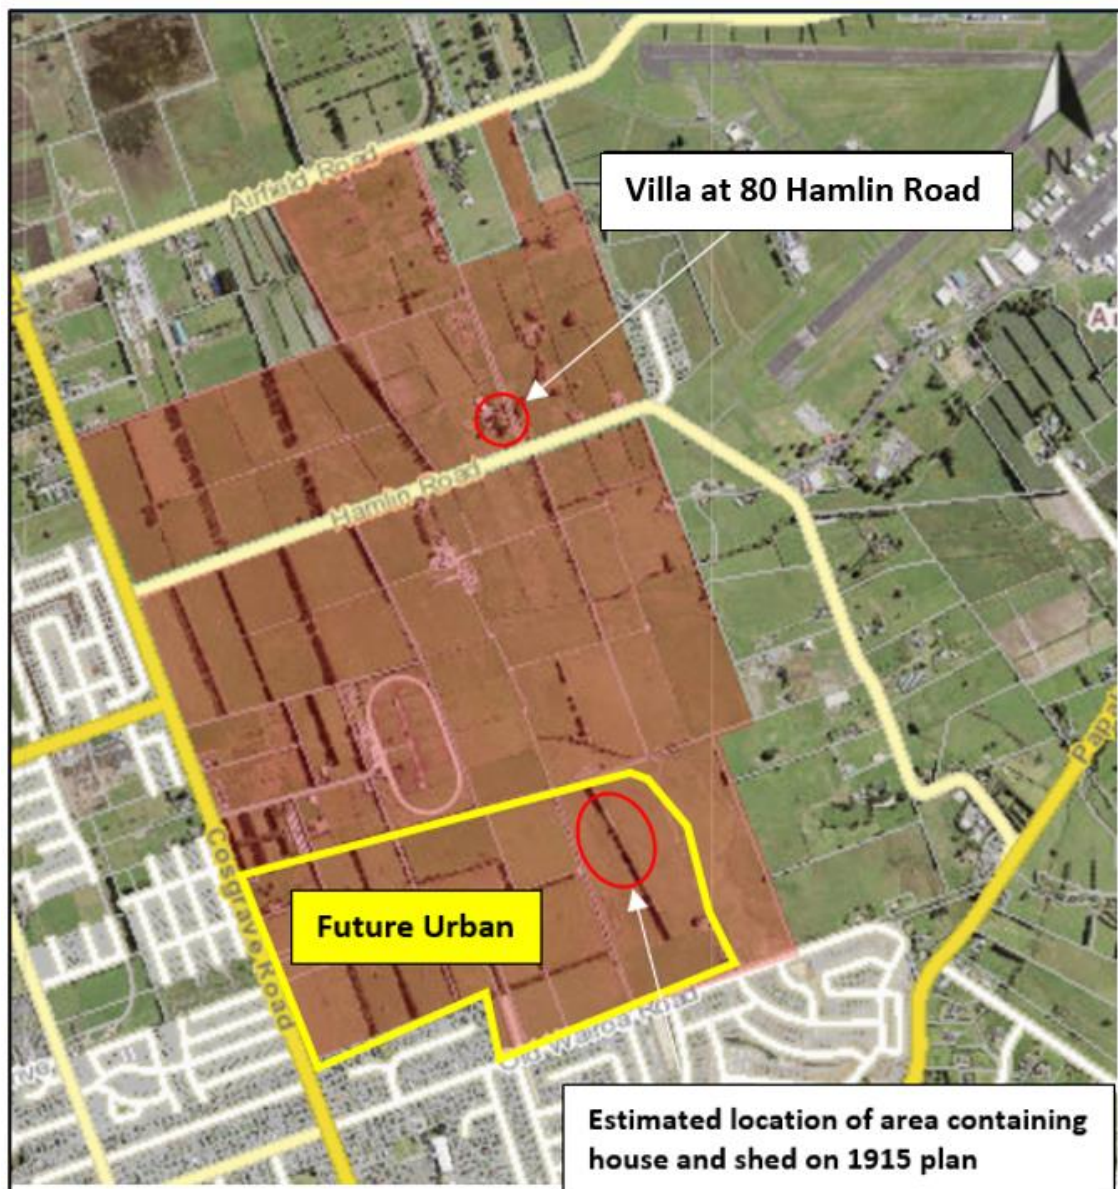 Airfield Road
N
Villa at 80 Hamlin Road
Hamlin Road
Cosgrave Road
Future Urban
Old Wairoa Road
Estimated location of area containing
house and shed on 1915 plan